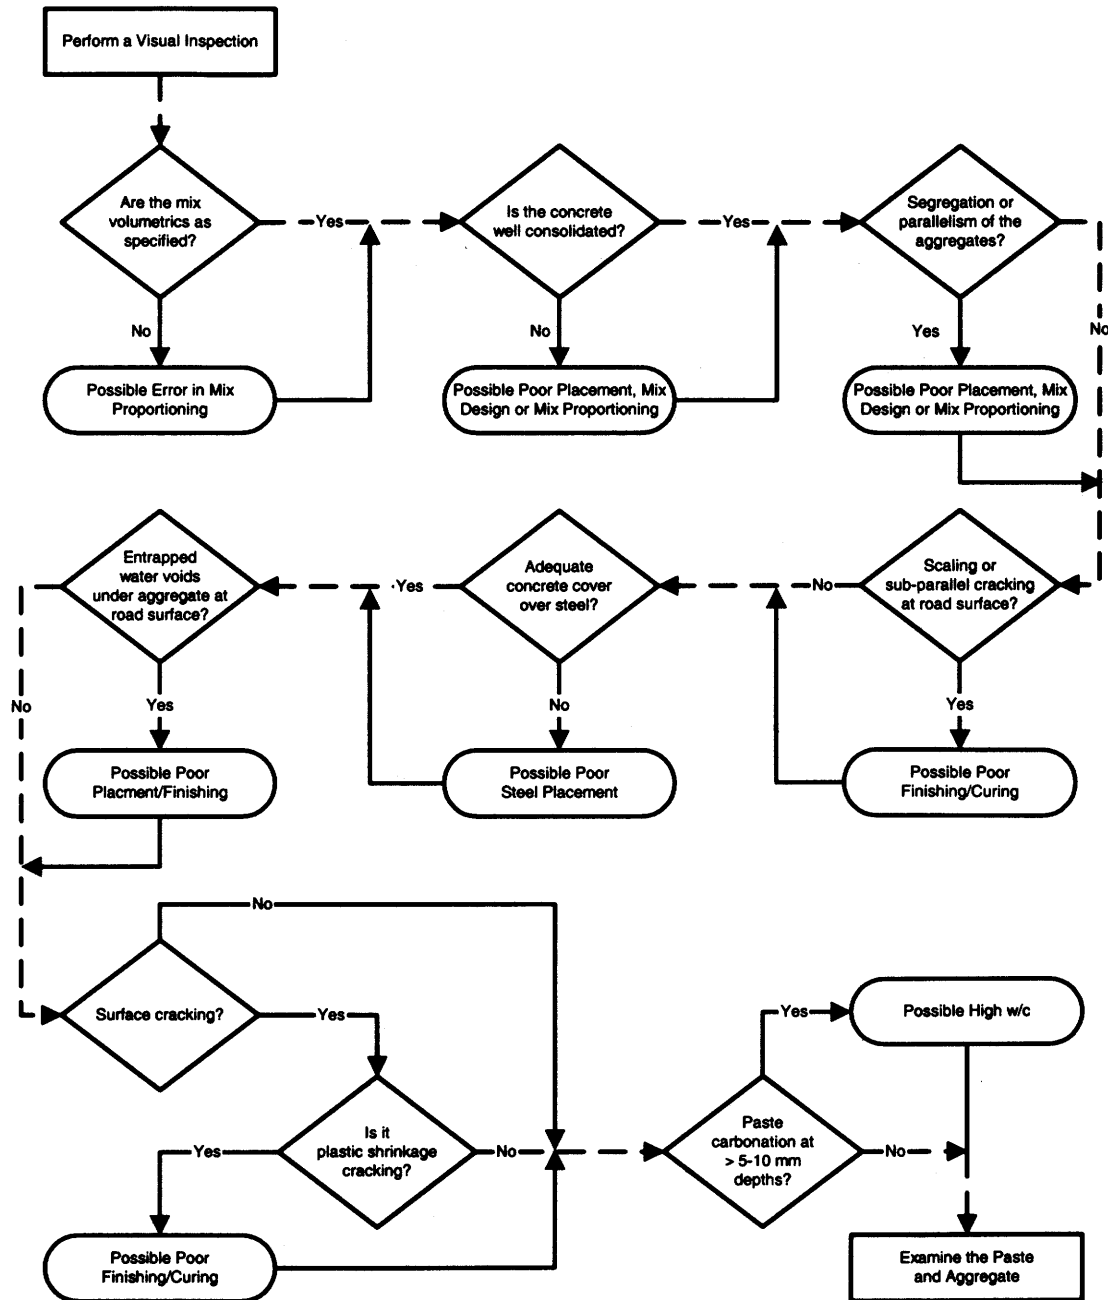 Perform a Visual Inspection
Are the mix
volumetrics as
specified?
Yes
No
Possible Error in Mix
Proportioning
Is the concrete
well consolidated?
Yes
No
Possible Poor Placement, Mix
Design or Mix Proportioning
Segregation or
parallelism of the
aggregates?
No
Yes
Possible Poor Placement, Mix
Design or Mix Proportioning
Scaling or
sub-parallel cracking
at road surface?
No
Yes
Possible Poor
Finishing/Curing
Adequate
concrete cover
over steel?
Yes
No
Possible Poor
Steel Placement
Entrapped
water voids
under aggregate at
road surface?
No
Yes
Possible Poor
Placment/Finishing
Surface cracking?
No
Yes
Is it
plastic shrinkage
cracking?
Yes
No
Possible Poor
Finishing/Curing
Paste
carbonation at
> 5-10 mm
depths?
Yes
No
Possible High w/c
Examine the Paste
and Aggregate